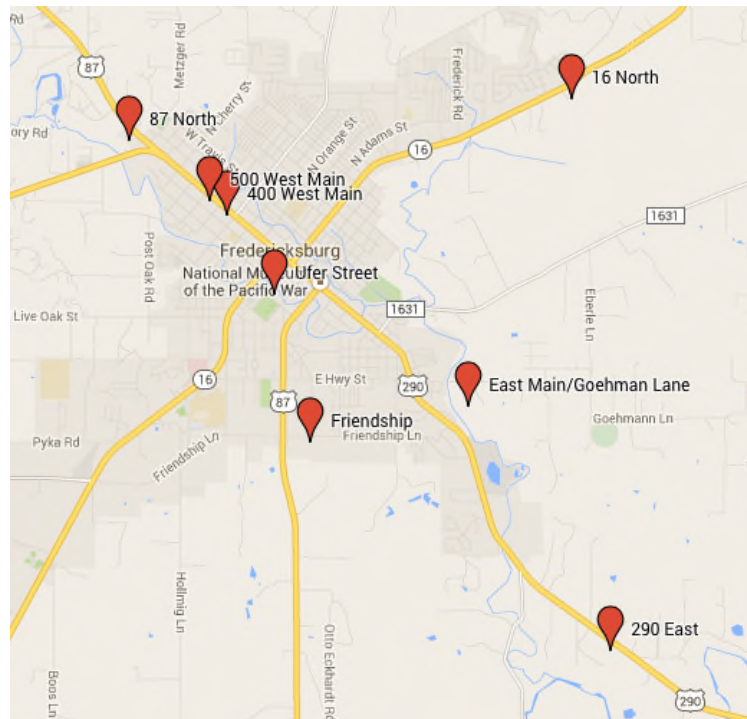 87
Metzger Rd
N Cherry St
Frederick Rd
16 North
87 North
ory Rd
W Travis St
N Orange St
N Adams St
16
500 West Main
400 West Main
1631
Post Oak Rd
Fredericksburg
National Mu
Ufer Street
of the Pacific War
Live Oak St
1631
Eberle Ln
16
E Hwy St
290
87
East Main/Goehman Lane
Friendship
Goehmann Ln
Pyka Rd
Friendship Ln
Friendship Ln
Hollmig Ln
Otto Eckhardt Rd
290 East
Boos Ln
290